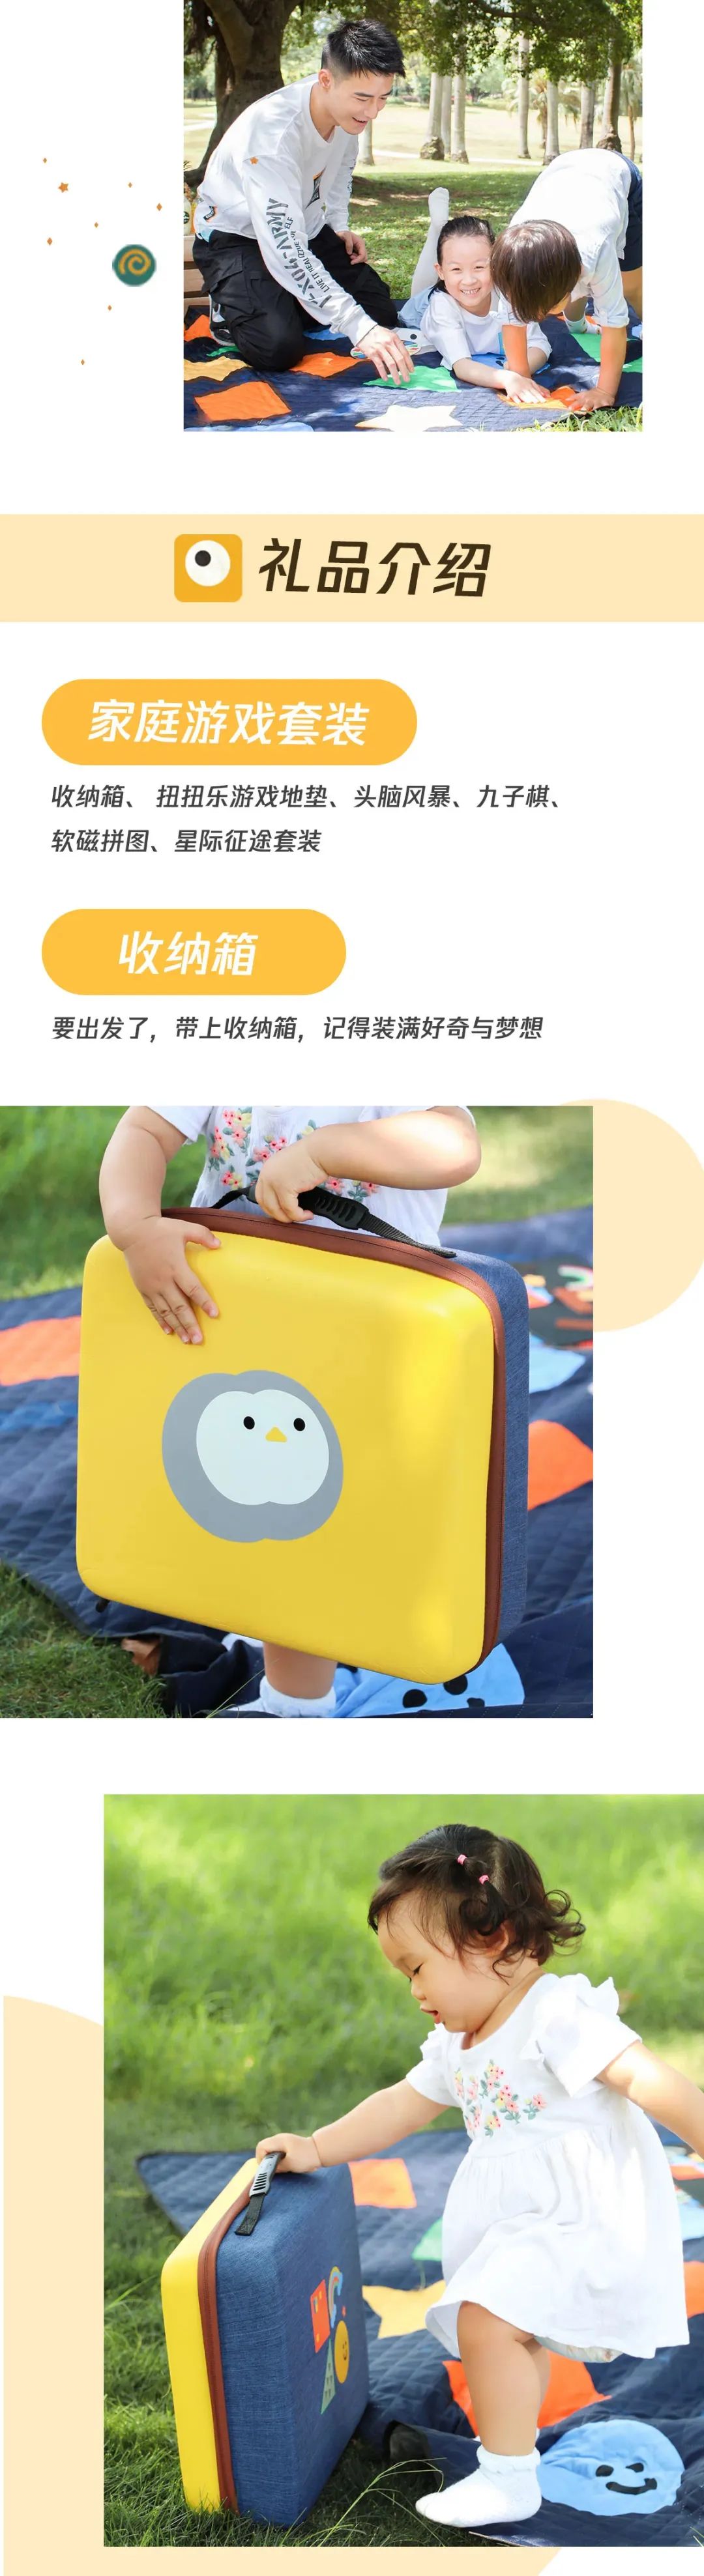 礼品介绍
家庭游戏套装
收纳箱、 扭扭乐游戏地垫、头脑风暴、九子棋、
软磁拼图、星际征途套装
收纳箱
要出发了，带上收纳箱，记得装满好奇与梦想